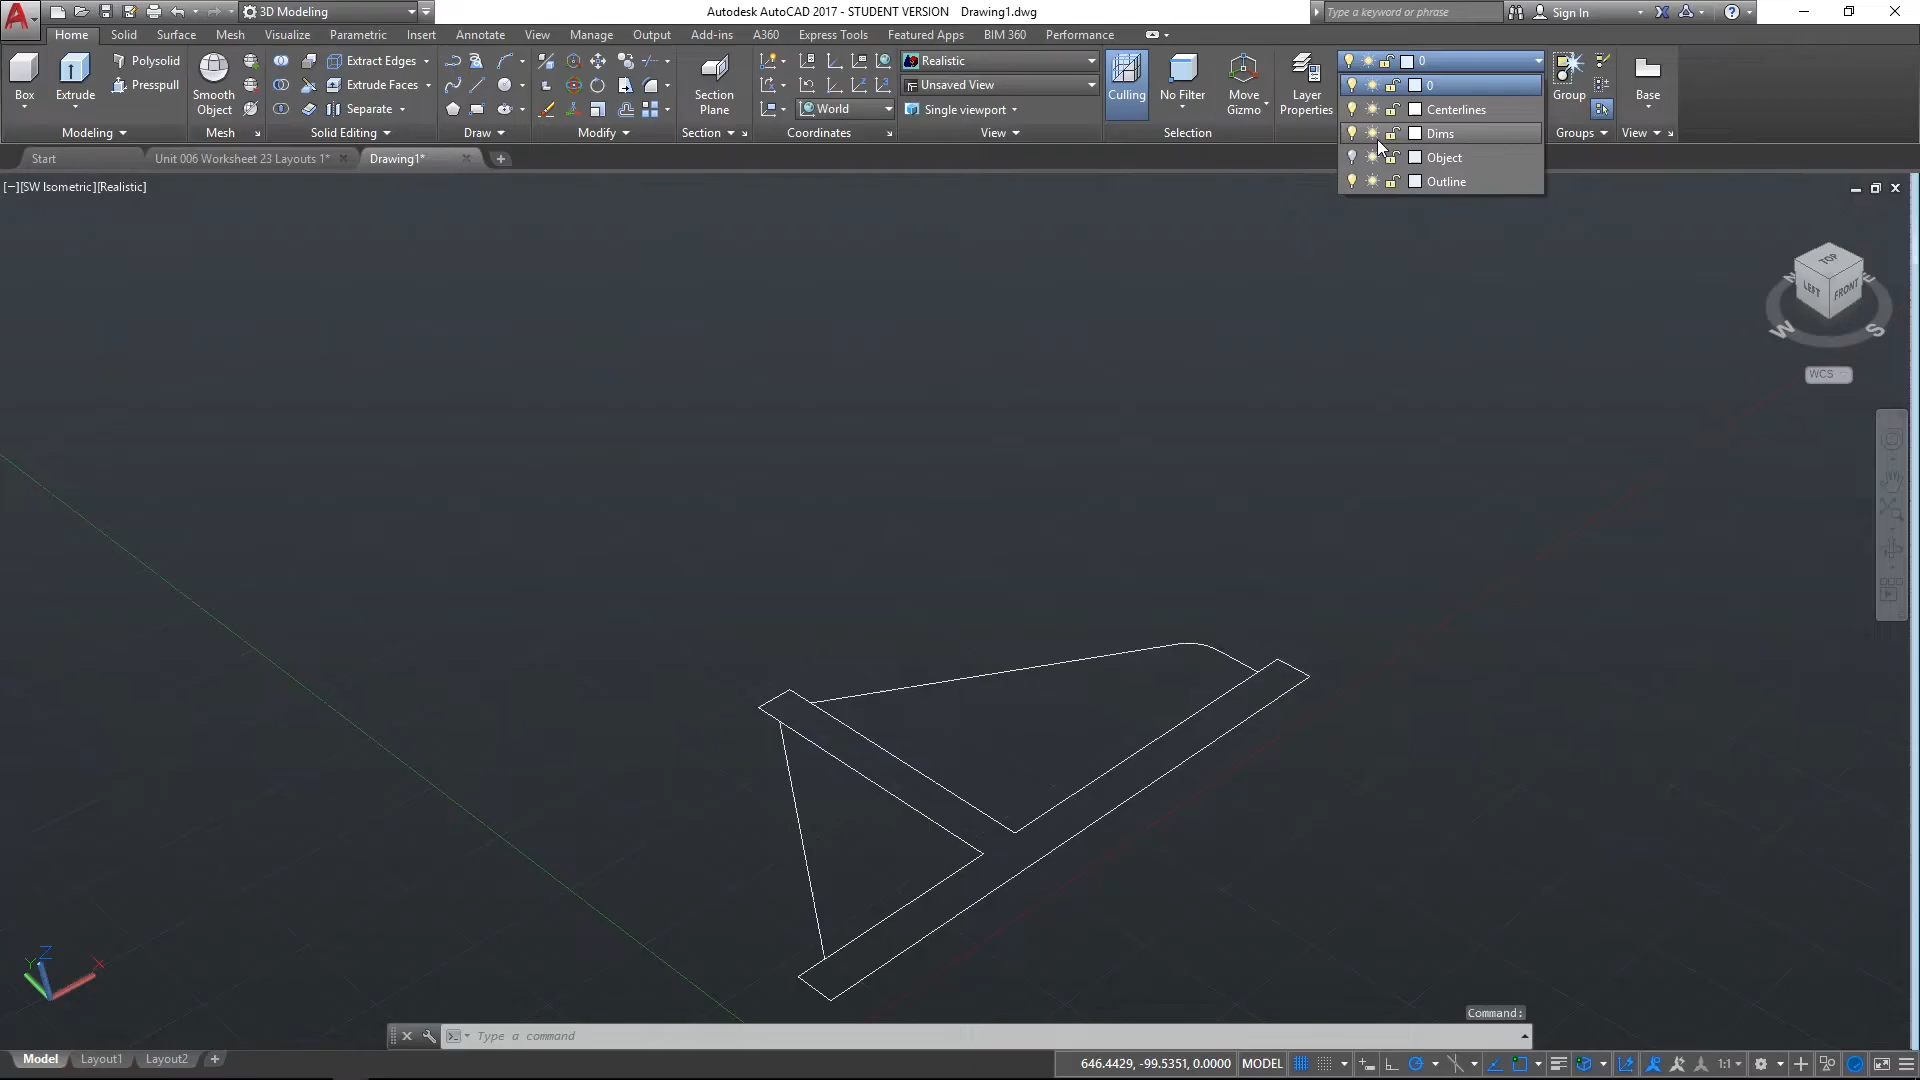 3D Modeling
Autodesk AutoCAD 2017 - STUDENT VERSION Drawing1.dwg
Type a keyword or phrase
Sign In
Home Solid Surface Mesh Visualize Parametric Insert Annotate View Manage Output Add-ins A360 Express Tools Featured Apps BIM 360 Performance
Box
Extrude
Polysolid
Presspull
Modeling
Smooth
Object
Mesh
Extract Edges
Extrude Faces
Separate
Solid Editing
Draw
Modify
Section
Plane
Section
World
Coordinates
Realistic
Unsaved View
Single viewport
View
Culling
No Filter
Move
Gizmo
Selection
Layer
Properties
0
0
Centerlines
Dims
Object
Outline
Group
Groups
Base
View
Start
Unit 006 Worksheet 23 Layouts 1*
Drawing1*
[−][SW Isometric][Realistic]
TOP
LEFT
FRONT
N
E
W
S
WCS
Z
Y
X
Command:
Type a command
Model Layout1 Layout2
646.4429, -99.5351, 0.0000 MODEL
1:1